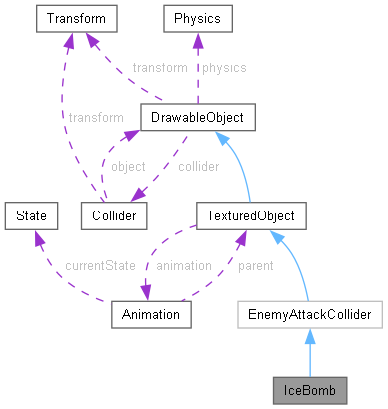 Transform
Physics
transform
physics
DrawableObject
transform
object
collider
State
Collider
TexturedObject
currentState
animation
parent
Animation
EnemyAttackCollider
IceBomb